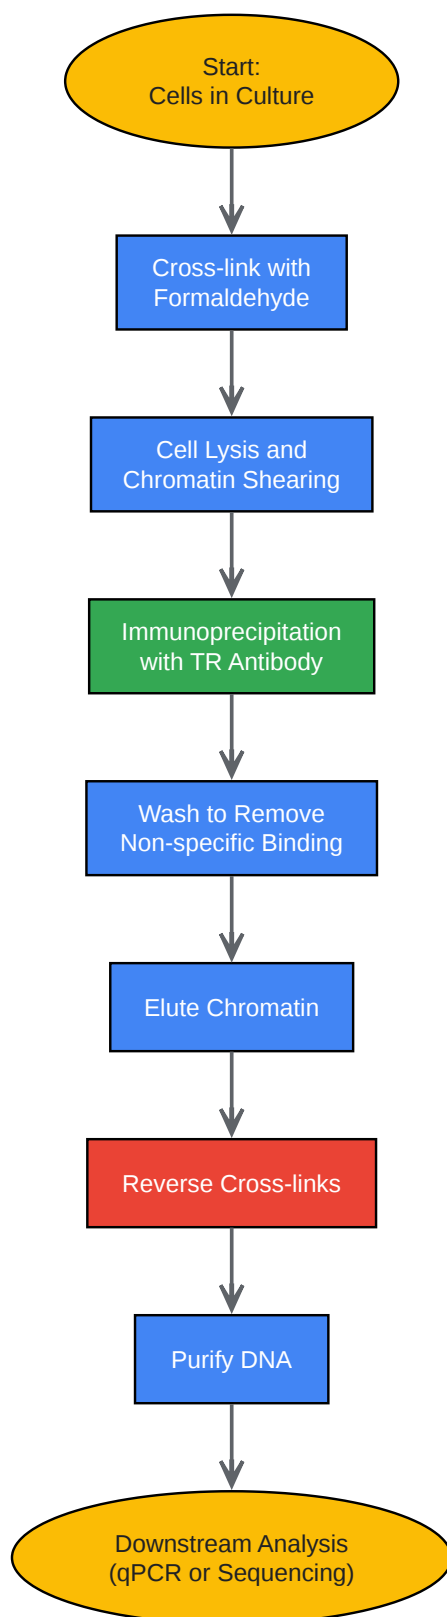 Start:
Cells in Culture
Cross-link with
Formaldehyde
Cell Lysis and
Chromatin Shearing
Immunoprecipitation
with TR Antibody
Wash to Remove
Non-specific Binding
Elute Chromatin
Reverse Cross-links
Purify DNA
Downstream Analysis
(qPCR or Sequencing)